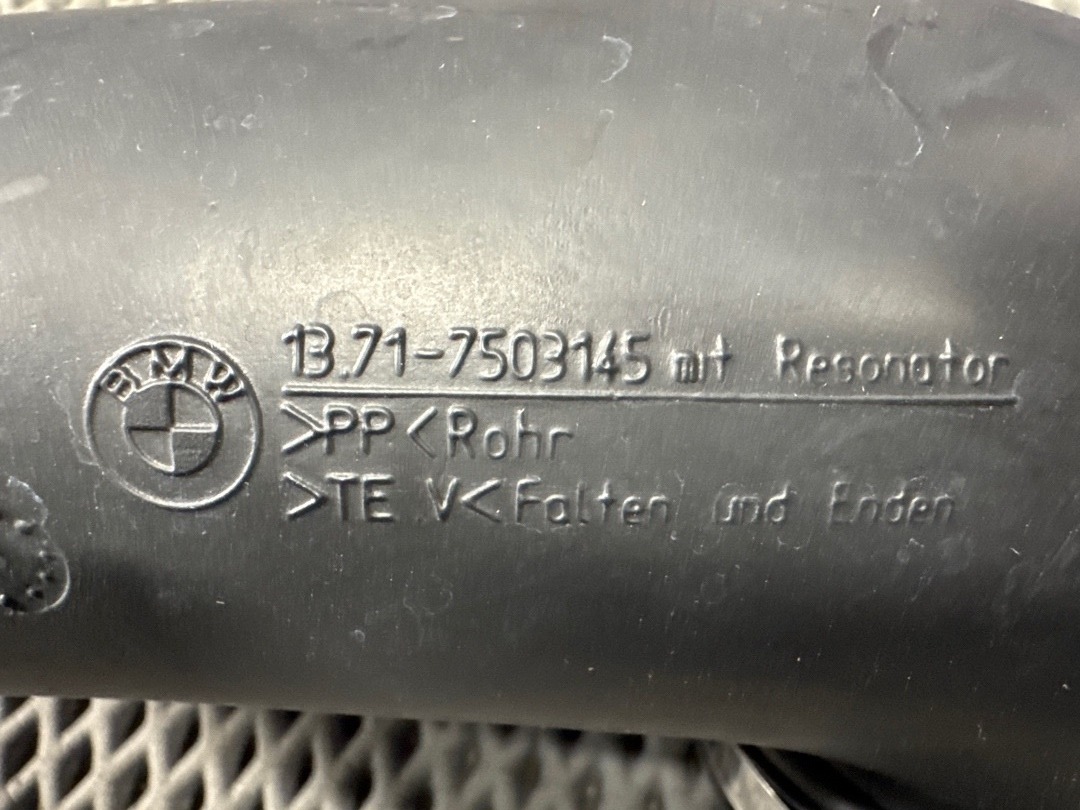 BMW
13.71-7503145 mit Resonator
>PP<Rohr
>TE V<Falten und Enden